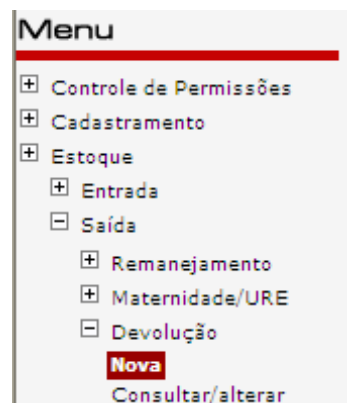 Menu
Controle de Permissões
Cadastramento
Estoque
Entrada
Saída
Remanejamento
Maternidade/URE
Devolução
Nova
Consultar/alterar